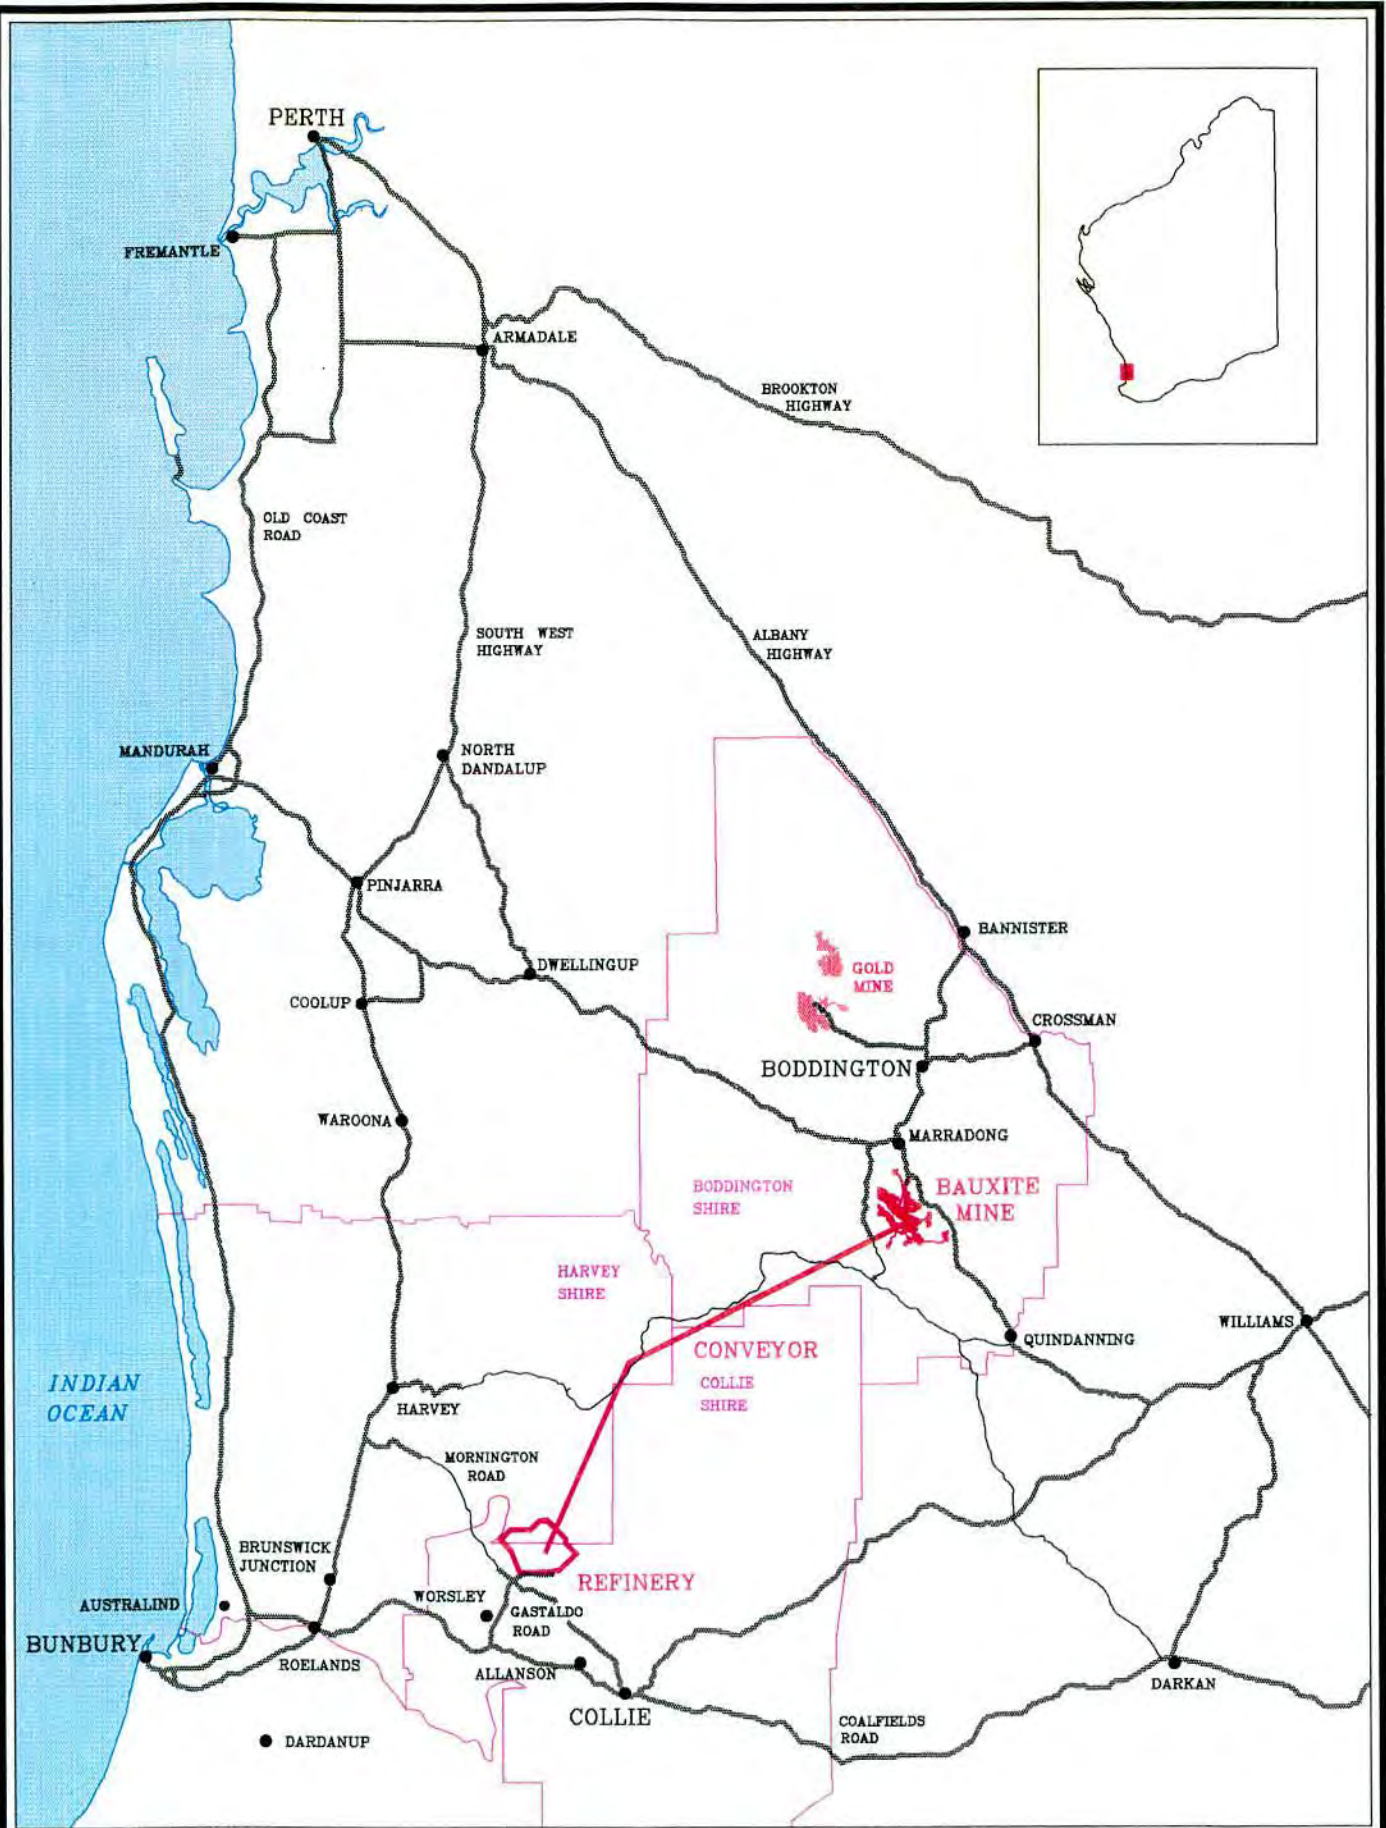 PERTH
FREMANTLE
ARMADALE
BROOKTON
HIGHWAY
OLD COAST
ROAD
SOUTH WEST
HIGHWAY
ALBANY
HIGHWAY
MANDURAH
NORTH
DANDALUP
PINJARRA
BANNISTER
DWELLINGUP
GOLD
MINE
COOLUP
CROSSMAN
BODDINGTON
WAROONA
MARRADONG
BODDINGTON
SHIRE
BAUXITE
MINE
HARVEY
SHIRE
WILLIAMS
QUINDANNING
CONVEYOR
COLLIE
SHIRE
INDIAN
OCEAN
HARVEY
MORNINGTON
ROAD
BRUNSWICK
JUNCTION
REFINERY
WORSLEY
AUSTRALIND
GASTALDO
ROAD
BUNBURY
ROELANDS
ALLANSON
DARKAN
COLLIE
COALFIELDS
ROAD
DARDANUP